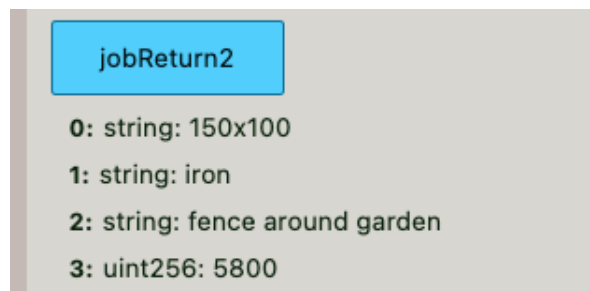 jobReturn2
0: string: 150x100
1: string: iron
2: string: fence around garden
3: uint256: 5800